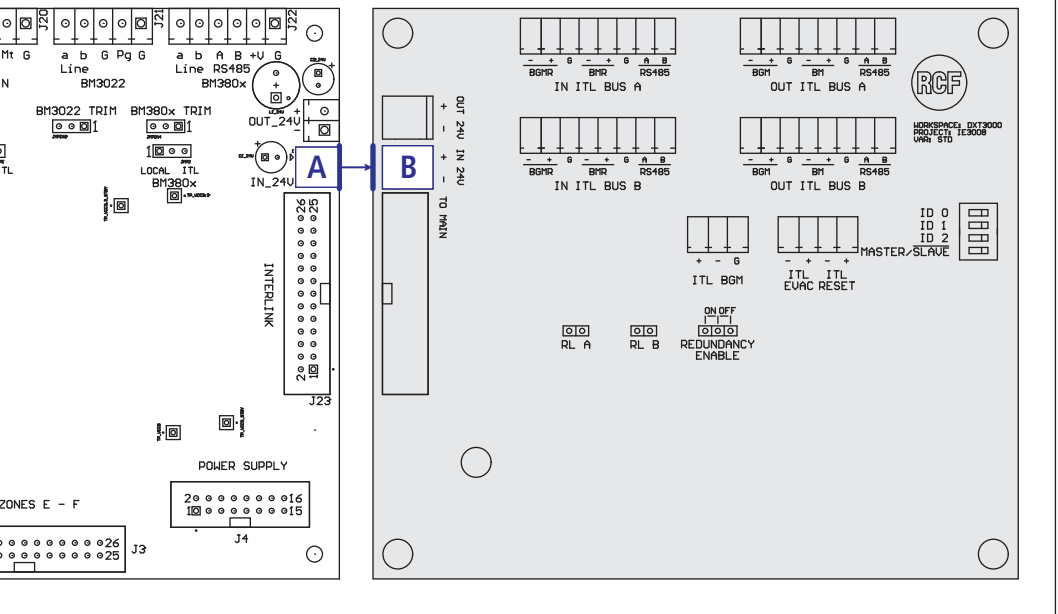 J20
J21
J22
Mt G
a b G Pg G
a b A B +V G
Line
Line RS485
N
BM3022
BM380x
BM3022 TRIM
BM380x TRIM
1
1
OUT_24V
+
-
1
LOCAL ITL
BM380x
TL
IN_24V
A
B
26
25
INTERLINK
2
1
J23
POWER SUPPLY
2
16
1
15
J4
ZONES E - F
26
25
J3
OUT 24V
+
-
IN 24V
+
-
TO MAIN
- + - + G A B
BGMR BMR RS485
IN ITL BUS A
- + - + G A B
BGM BM RS485
OUT ITL BUS A
RCF
WORKSPACE: DXT3000
PROJECT: IE3008
VAR: STD
- + - + G A B
BGMR BMR RS485
IN ITL BUS B
- + - + G A B
BGM BM RS485
OUT ITL BUS B
ID 0
ID 1
ID 2
MASTER/SLAVE
+ - G
ITL BGM
- + - +
ITL ITL
EVAC RESET
ON OFF
RL A
RL B
REDUNDANCY
ENABLE